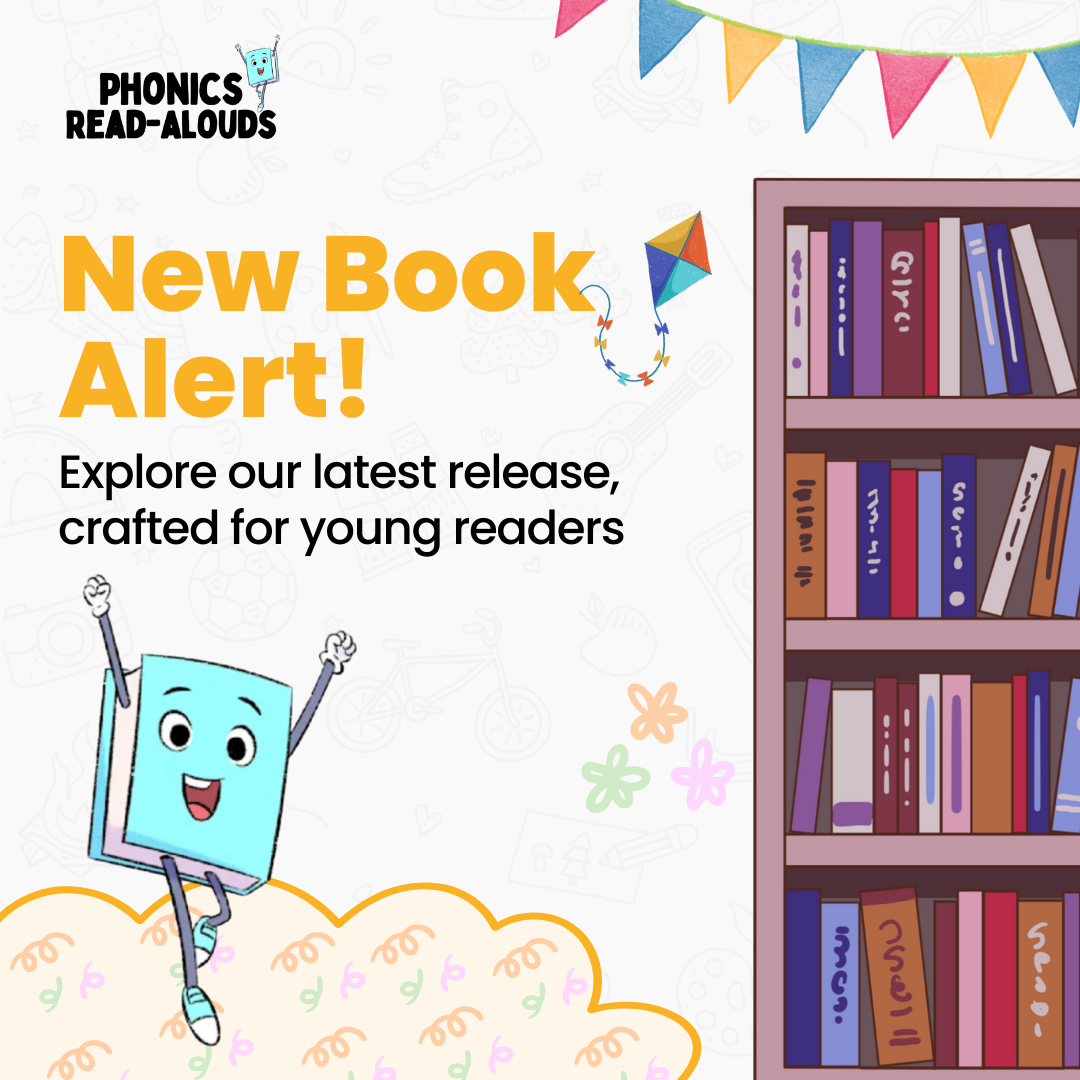 PHONICS
READ-ALOUDS
New Book
Alert!
Explore our latest release,
crafted for young readers